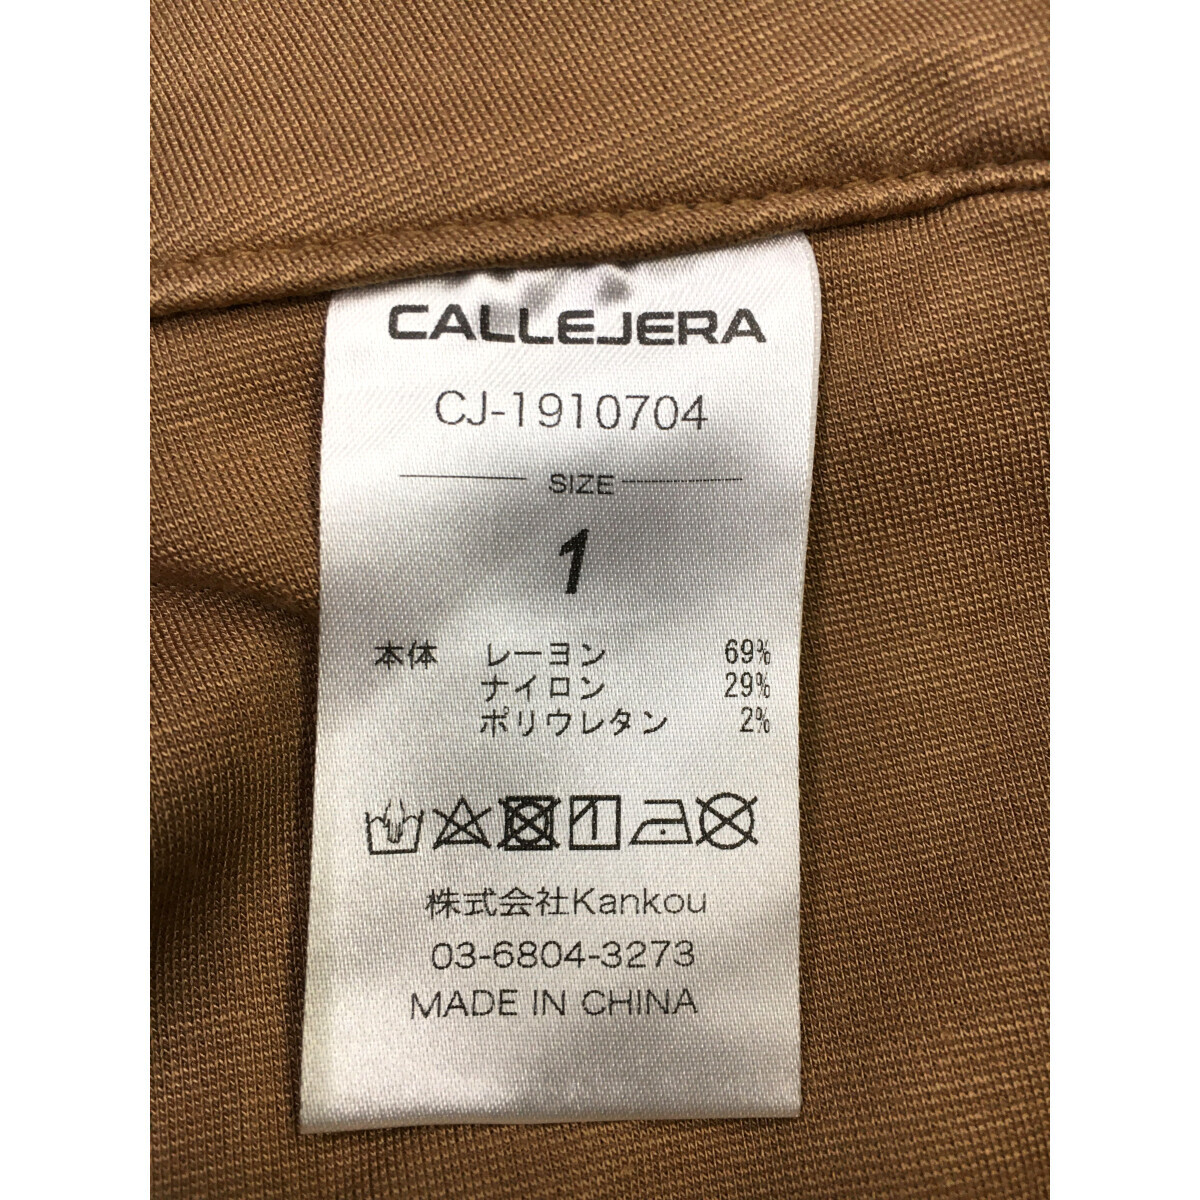 CALLEJERA
CJ-1910704
SIZE
1
本体 レーヨン 69%
ナイロン 29%
ポリウレタン 2%
株式会社Kankou
03-6804-3273
MADE IN CHINA